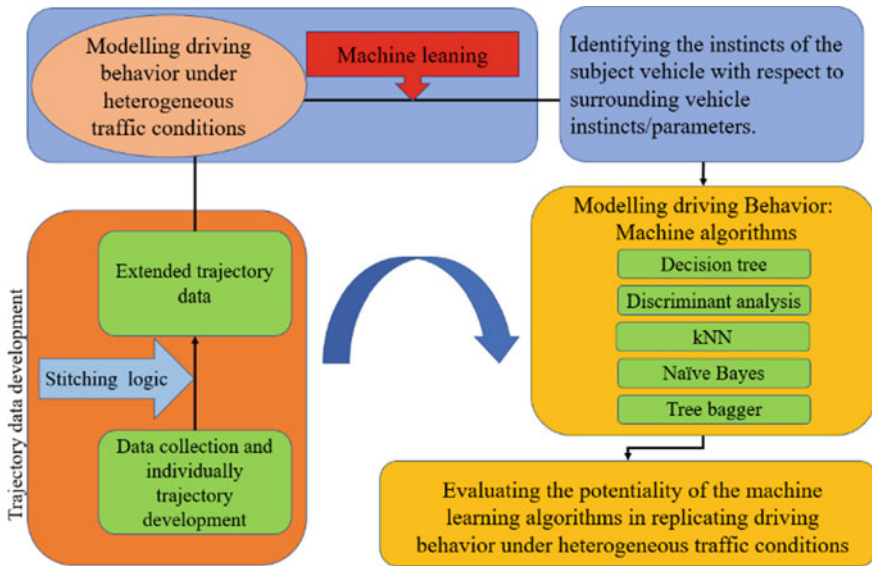 Modelling driving
behavior under
heterogeneous
traffic conditions
Machine leaning
Identifying the instincts of the
subject vehicle with respect to
surrounding vehicle
instincts/parameters.
Trajectory data development
Extended trajectory
data
Stitching logic
Data collection and
individually
trajectory
development
Modelling driving Behavior:
Machine algorithms
Decision tree
Discriminant analysis
kNN
Naïve Bayes
Tree bagger
Evaluating the potentiality of the machine
learning algorithms in replicating driving
behavior under heterogeneous traffic conditions